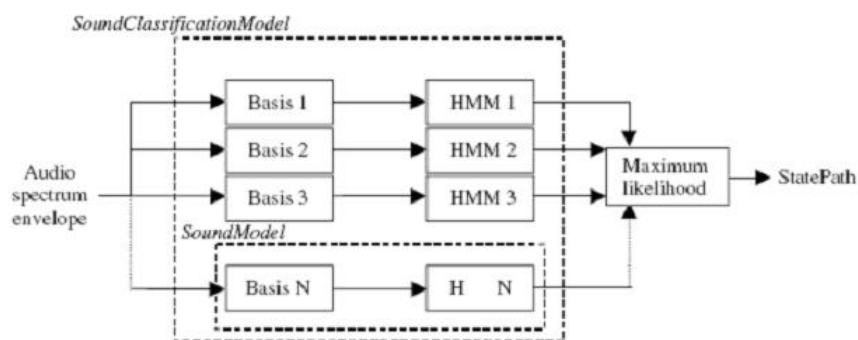 SoundClassificationModel
Basis 1
HMM 1
Basis 2
HMM 2
Basis 3
HMM 3
Audio
spectrum
envelope
Maximum
likelihood
StatePath
SoundModel
Basis N
H N